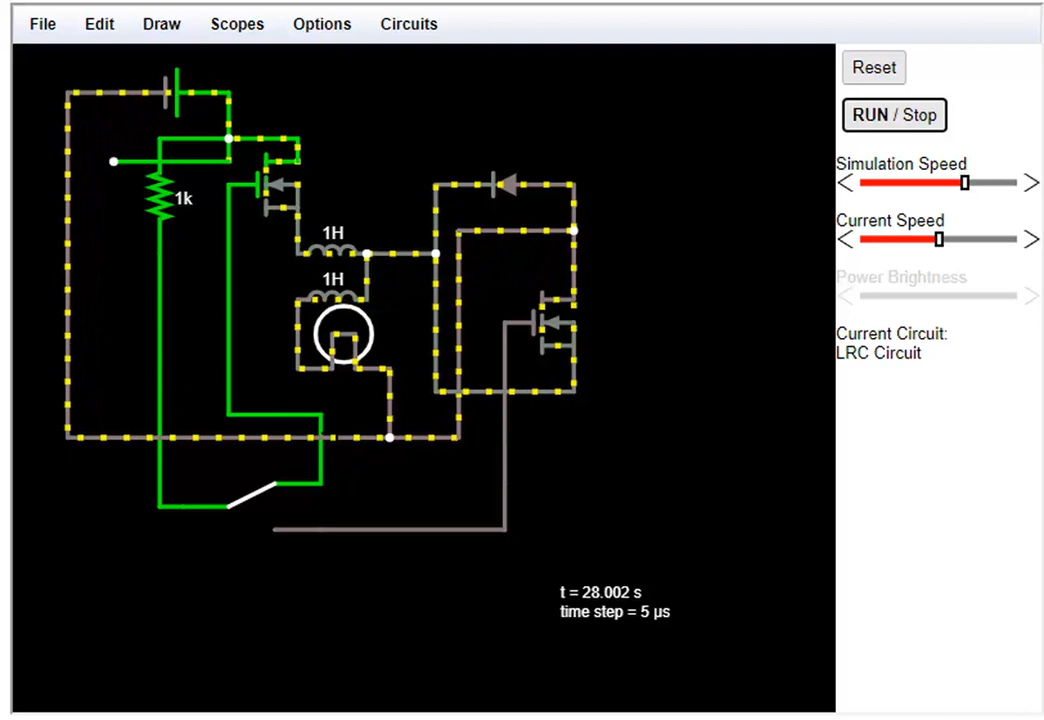 File Edit Draw Scopes Options Circuits
Reset
RUN / Stop
Simulation Speed
Current Speed
Power Brightness
Current Circuit:
LRC Circuit
1k
1H
1H
t = 28.002 s
time step = 5 µs